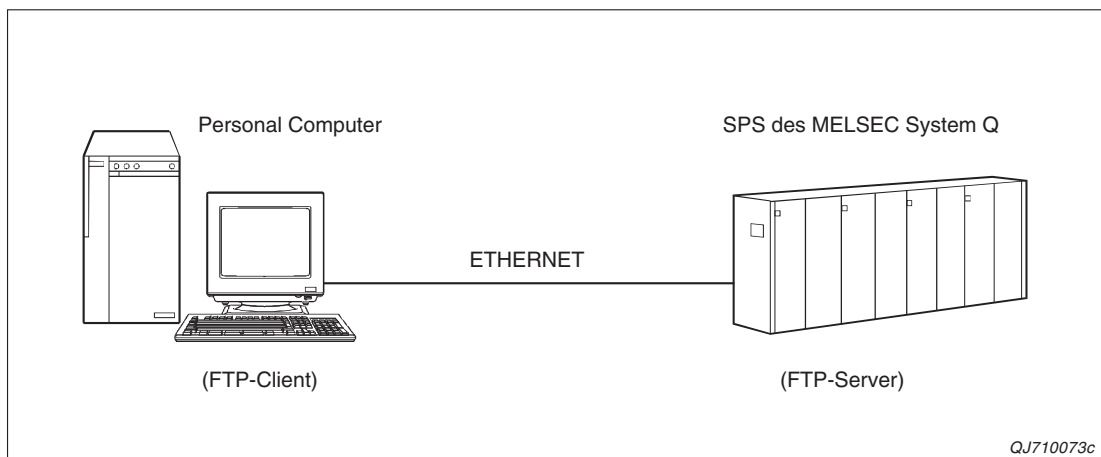 Personal Computer
SPS des MELSEC System Q
ETHERNET
(FTP-Client)
(FTP-Server)
QJ710073c